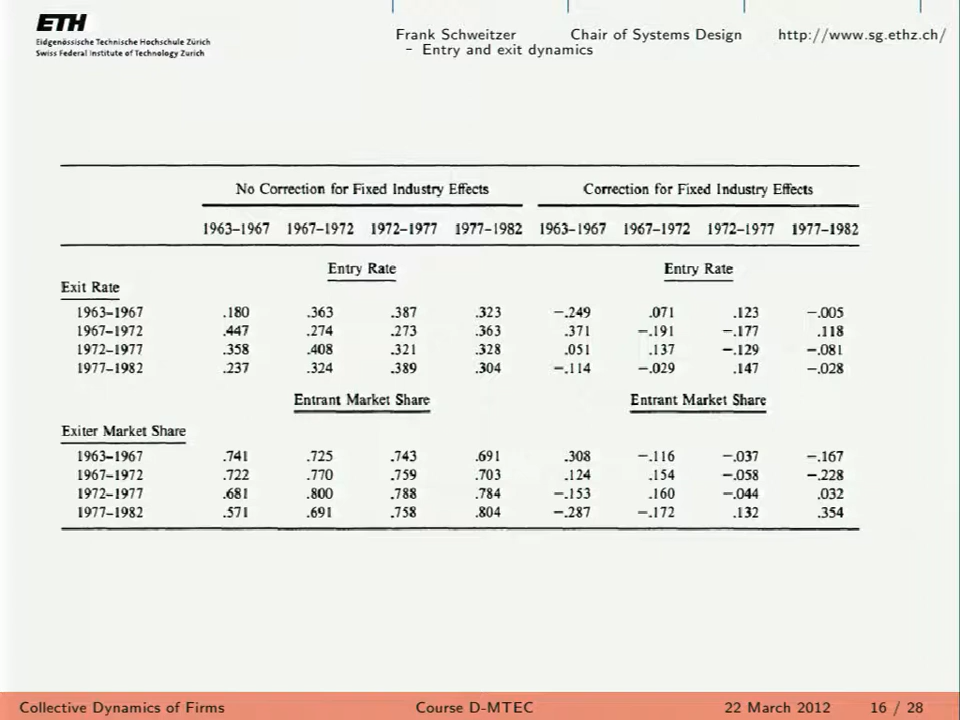 ETH
Eidgenössische Technische Hochschule Zürich
Swiss Federal Institute of Technology Zurich
Frank Schweitzer Chair of Systems Design http://www.sg.ethz.ch/
– Entry and exit dynamics
No Correction for Fixed Industry Effects Correction for Fixed Industry Effects
1963–1967 1967–1972 1972–1977 1977–1982 1963–1967 1967–1972 1972–1977 1977–1982
Entry Rate Entry Rate
Exit Rate
1963–1967 .180 .363 .387 .323 −.249 .071 .123 −.005
1967–1972 .447 .274 .273 .363 .371 −.191 −.177 .118
1972–1977 .358 .408 .321 .328 .051 .137 −.129 −.081
1977–1982 .237 .324 .389 .304 −.114 −.029 .147 −.028
Entrant Market Share Entrant Market Share
Exiter Market Share
1963–1967 .741 .725 .743 .691 .308 −.116 −.037 −.167
1967–1972 .722 .770 .759 .703 .124 .154 −.058 −.228
1972–1977 .681 .800 .788 .784 −.153 .160 −.044 .032
1977–1982 .571 .691 .758 .804 −.287 −.172 .132 .354
Collective Dynamics of Firms Course D-MTEC 22 March 2012 16 / 28